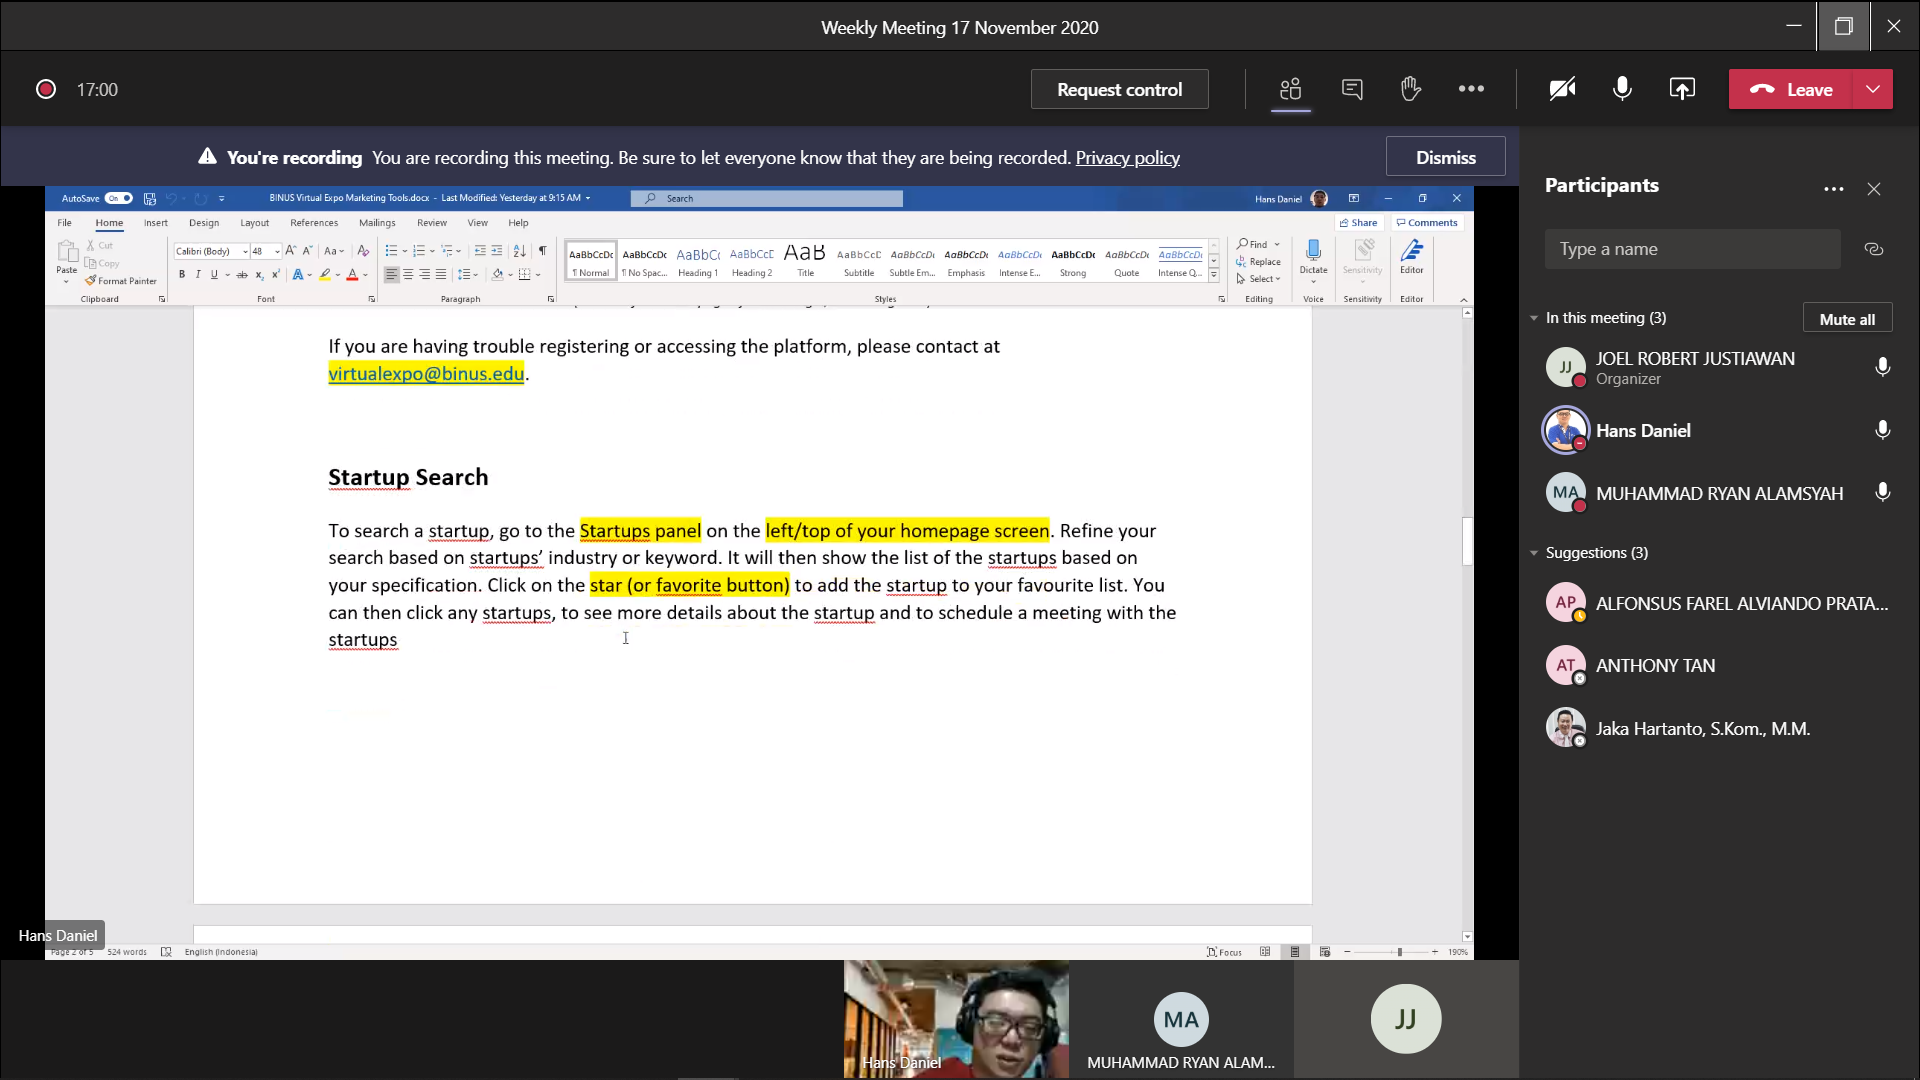 Weekly Meeting 17 November 2020
17:00
Request control
Leave
You're recording You are recording this meeting. Be sure to let everyone know that they are being recorded. Privacy policy
Dismiss
AutoSave On
BINUS Virtual Expo Marketing Tools.docx - Last Modified: Yesterday at 9:15 AM
Search
Hans Daniel
File Home Insert Design Layout References Mailings Review View Help
Share Comments
Paste
Cut
Copy
Format Painter
Clipboard
Calibri (Body) 48
Font
Paragraph
AaBbCcDc AaBbCcDc AaBbCc AaBbCcD AaB AaBbCcD AaBbCcDc AaBbCcDc AaBbCcDc AaBbCcDc AaBbCcDc AaBbCcDc
¶ Normal ¶ No Spac... Heading 1 Heading 2 Title Subtitle Subtle Em... Emphasis Intense E... Strong Quote Intense Q...
Styles
Find
Replace
Select
Editing
Dictate
Voice
Sensitivity
Sensitivity
Editor
Editor
If you are having trouble registering or accessing the platform, please contact at
virtualexpo@binus.edu.
Startup Search
To search a startup, go to the Startups panel on the left/top of your homepage screen. Refine your
search based on startups’ industry or keyword. It will then show the list of the startups based on
your specification. Click on the star (or favorite button) to add the startup to your favourite list. You
can then click any startups, to see more details about the startup and to schedule a meeting with the
startups
Hans Daniel
Page 2 of 5 524 words English (Indonesia)
Focus
190%
Participants
Type a name
In this meeting (3)
Mute all
JJ
JOEL ROBERT JUSTIAWAN
Organizer
Hans Daniel
MA
MUHAMMAD RYAN ALAMSYAH
Suggestions (3)
AP
ALFONSUS FAREL ALVIANDO PRATA...
AT
ANTHONY TAN
Jaka Hartanto, S.Kom., M.M.
Hans Daniel
MA
MUHAMMAD RYAN ALAM...
JJ